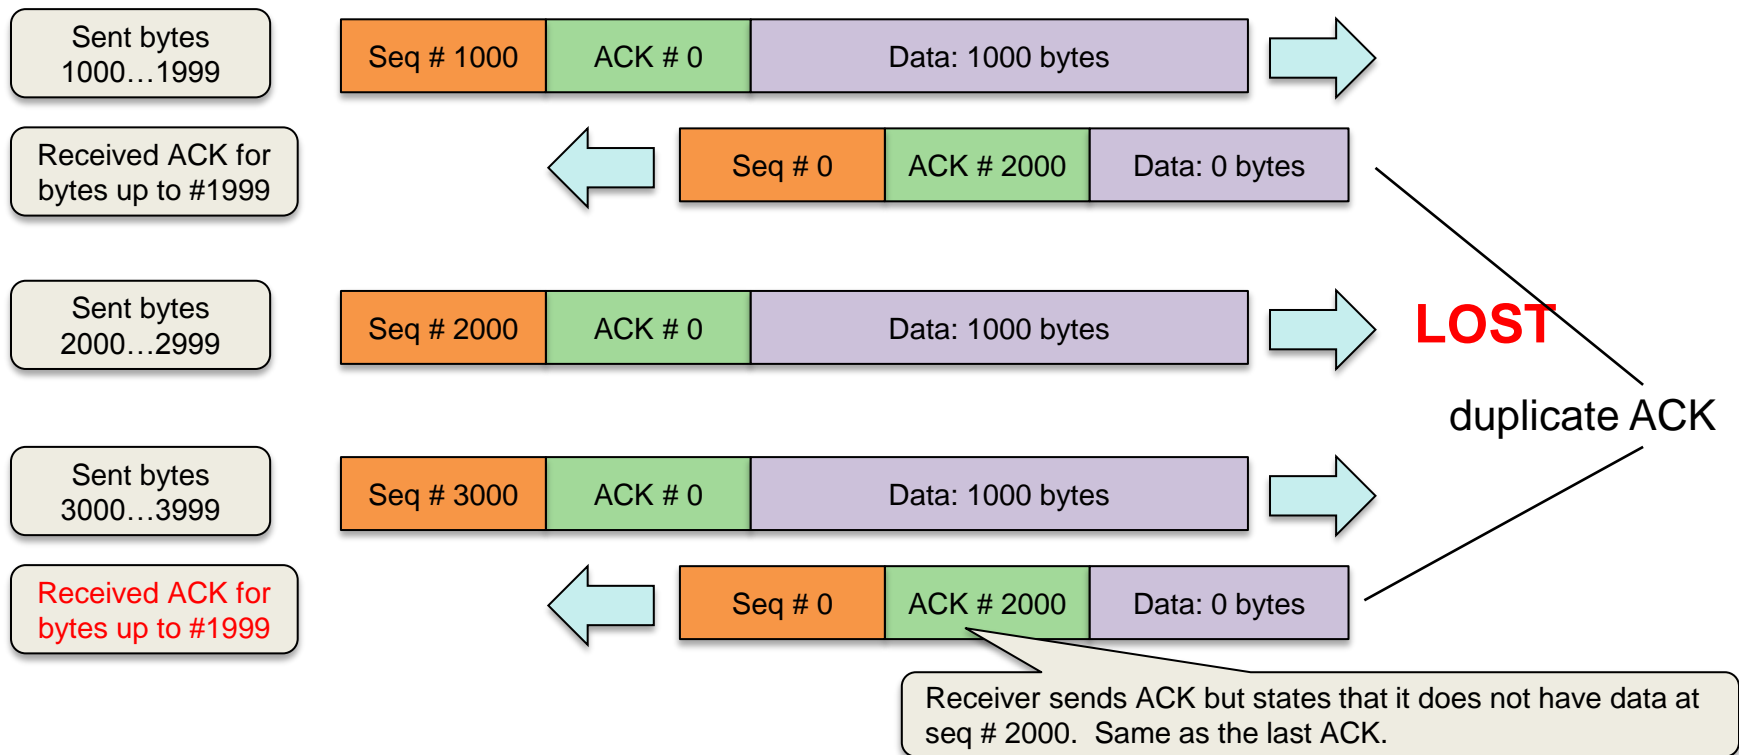 Sent bytes
1000…1999
Seq # 1000
ACK # 0
Data: 1000 bytes
Received ACK for
bytes up to #1999
Seq # 0
ACK # 2000
Data: 0 bytes
Sent bytes
2000…2999
Seq # 2000
ACK # 0
Data: 1000 bytes
LOST
duplicate ACK
Sent bytes
3000…3999
Seq # 3000
ACK # 0
Data: 1000 bytes
Received ACK for
bytes up to #1999
Seq # 0
ACK # 2000
Data: 0 bytes
Receiver sends ACK but states that it does not have data at
seq # 2000.  Same as the last ACK.